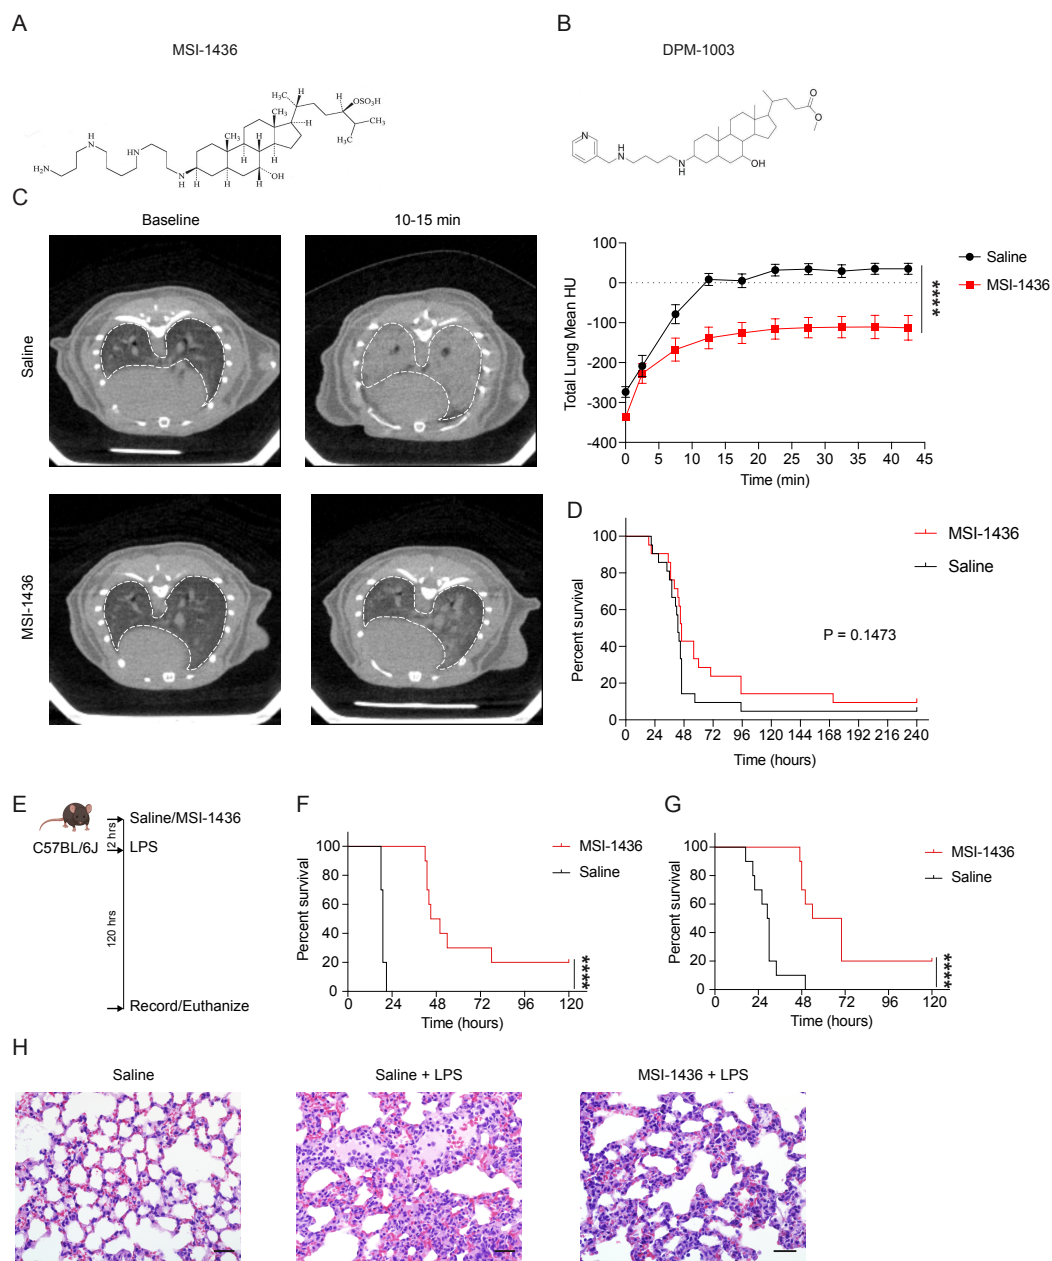 A
MSI-1436
H₃C
H
H
OSO₃H
CH₃
H₃C
CH₃
H
CH₃
H
N
H
HN
H
H
H
H₂N
N
H
H
H
H
OH
B
DPM-1003
O
O
N
N
H
N
H
OH
C
Baseline
10-15 min
Saline
MSI-1436
Total Lung Mean HU
100
0
-100
-200
-300
-400
0 5 10 15 20 25 30 35 40 45
Time (min)
Saline
MSI-1436
****
D
Percent survival
100
80
60
40
20
0
0 24 48 72 96 120 144 168 192 216 240
Time (hours)
MSI-1436
Saline
P = 0.1473
E
Saline/MSI-1436
2 hrs
C57BL/6J
LPS
120 hrs
Record/Euthanize
F
Percent survival
100
80
60
40
20
0
0 24 48 72 96 120
Time (hours)
MSI-1436
Saline
****
G
Percent survival
100
80
60
40
20
0
0 24 48 72 96 120
Time (hours)
MSI-1436
Saline
****
H
Saline
Saline + LPS
MSI-1436 + LPS